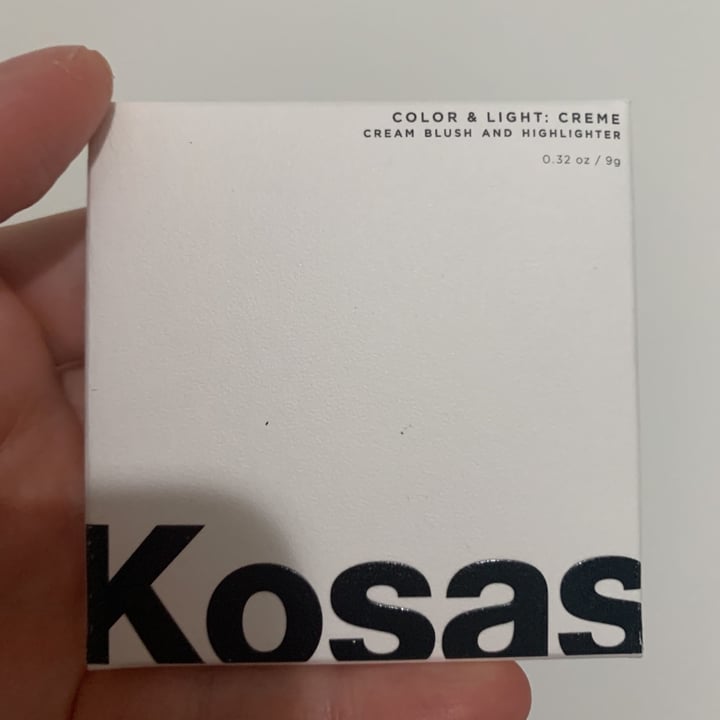 COLOR & LIGHT: CREME
CREAM BLUSH AND HIGHLIGHTER
0.32 oz / 9g
Kosas